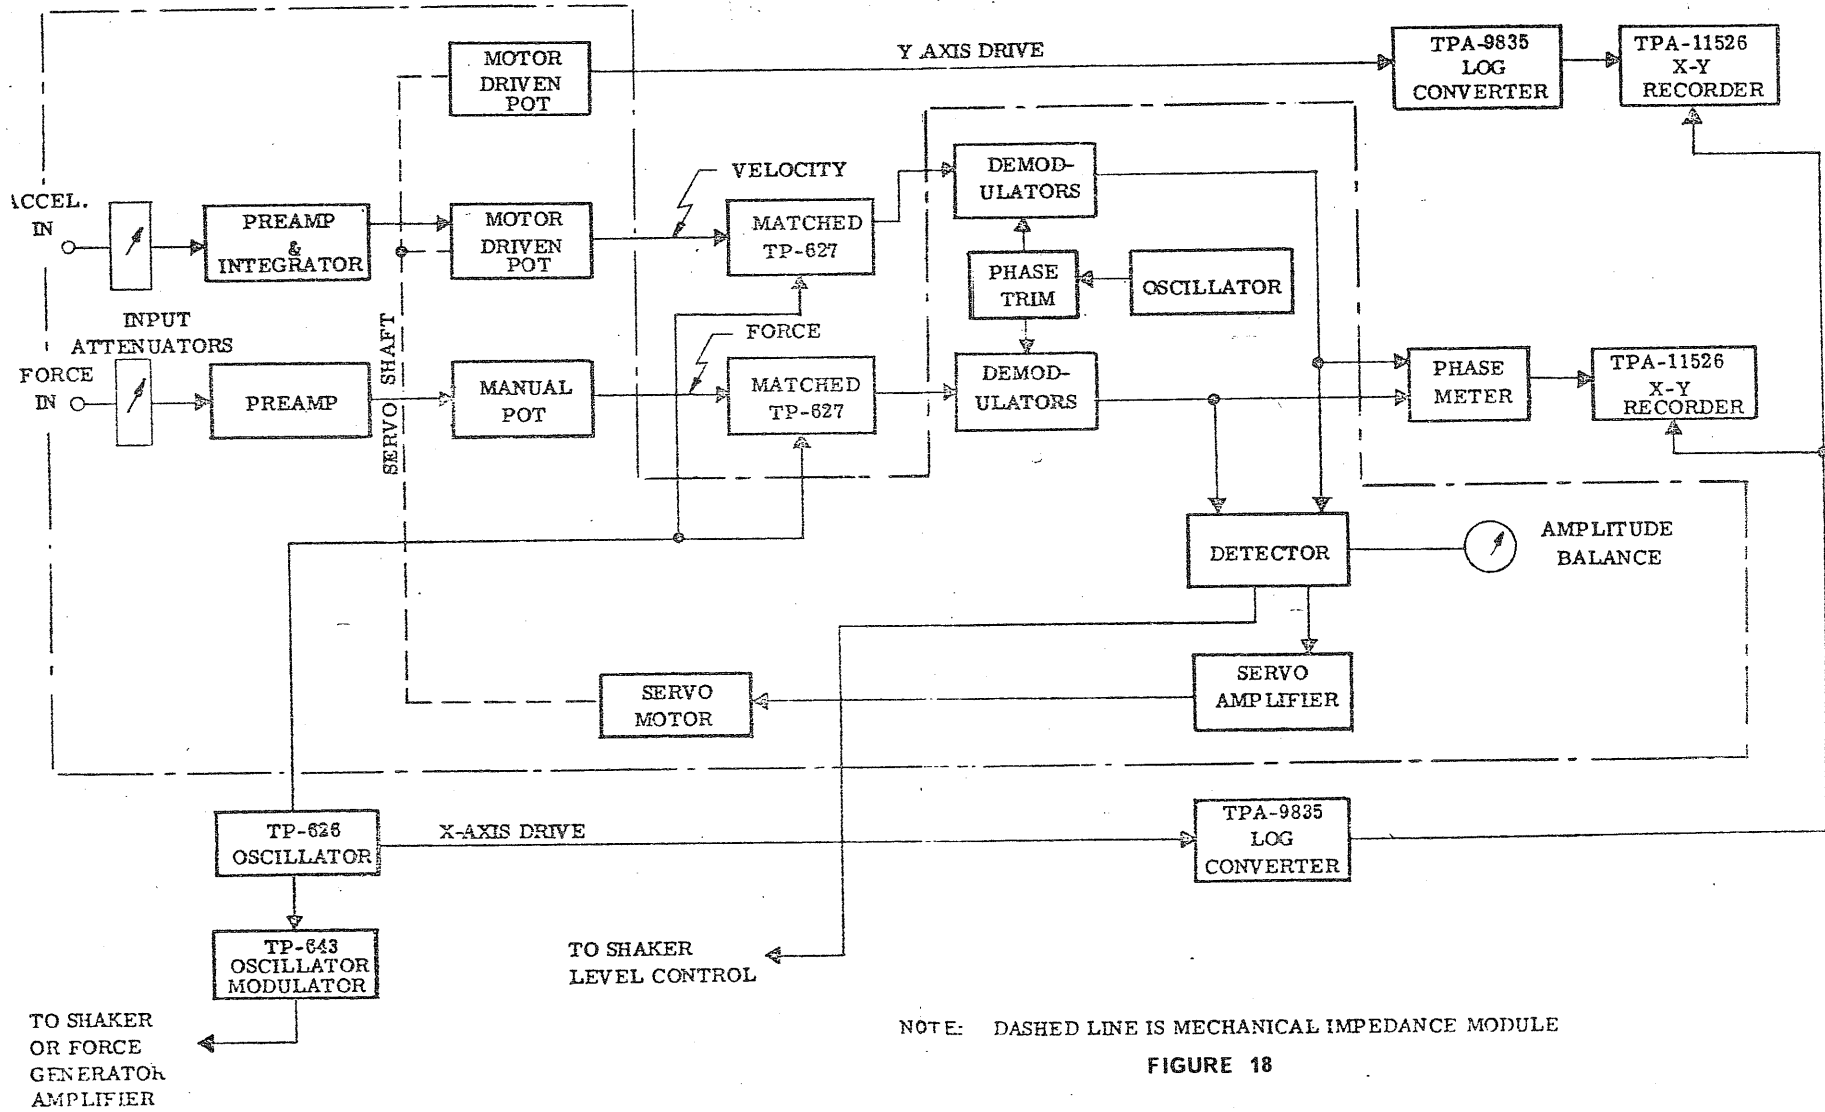 MOTOR
DRIVEN
POT
Y AXIS DRIVE
TPA-9835
LOG
CONVERTER
TPA-11526
X-Y
RECORDER
ACCEL.
IN
PREAMP
&
INTEGRATOR
MOTOR
DRIVEN
POT
VELOCITY
MATCHED
TP-627
DEMOD-
ULATORS
PHASE
TRIM
OSCILLATOR
INPUT
ATTENUATORS
FORCE
IN
PREAMP
SERVO SHAFT
MANUAL
POT
FORCE
MATCHED
TP-627
DEMOD-
ULATORS
PHASE
METER
TPA-11526
X-Y
RECORDER
DETECTOR
AMPLITUDE
BALANCE
SERVO
MOTOR
SERVO
AMPLIFIER
TP-626
OSCILLATOR
X-AXIS DRIVE
TPA-9835
LOG
CONVERTER
TP-643
OSCILLATOR
MODULATOR
TO SHAKER
LEVEL CONTROL
TO SHAKER
OR FORCE
GENERATOR
AMPLIFIER
NOTE: DASHED LINE IS MECHANICAL IMPEDANCE MODULE
FIGURE 18